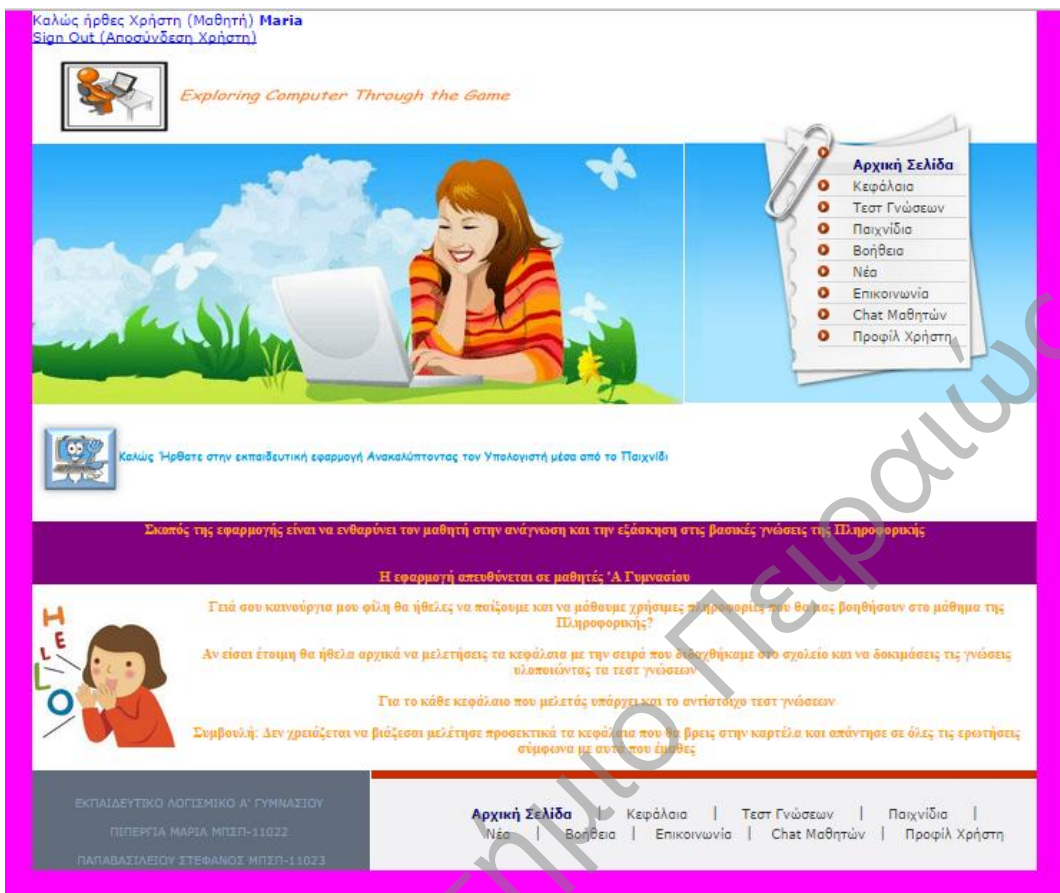 Καλώς ήρθες Χρήστη (Μαθητή) Maria
Sign Out (Αποσύνδεση Χρήστη)
Exploring Computer Through the Game
Αρχική Σελίδα
Κεφάλαια
Τεστ Γνώσεων
Παιχνίδια
Βοήθεια
Νέα
Επικοινωνία
Chat Μαθητών
Προφίλ Χρήστη
Καλώς Ήρθατε στην εκπαιδευτική εφαρμογή Ανακαλύπτοντας τον Υπολογιστή μέσα από το Παιχνίδι
Σκοπός της εφαρμογής είναι να ενθαρύνει τον μαθητή στην ανάγνωση και την εξάσκηση στις βασικές γνώσεις της Πληροφορικής
Η εφαρμογή απευθύνεται σε μαθητές 'Α Γυμνασίου
HELLO
Γειά σου καινούργια μου φίλη θα ήθελες να παίξουμε και να μάθουμε χρήσιμες πληροφορίες που θα μας βοηθήσουν στο μάθημα της
Πληροφορικής?
Αν είσαι έτοιμη θα ήθελα αρχικά να μελετήσεις τα κεφάλαια με την σειρά που διδαχθήκαμε στο σχολείο και να δοκιμάσεις τις γνώσεις
υλοποιώντας τα τεστ γνώσεων
Για το κάθε κεφάλαιο που μελετάς υπάρχει και το αντίστοιχο τεστ γνώσεων
Συμβουλή: Δεν χρειάζεται να βιάζεσαι μελέτησε προσεκτικά τα κεφάλαια που θα βρεις στην καρτέλα και απάντησε σε όλες τις ερωτήσεις
σύμφωνα με αυτά που έμαθες
ΕΚΠΑΙΔΕΥΤΙΚΟ ΛΟΓΙΣΜΙΚΟ Α' ΓΥΜΝΑΣΙΟΥ
ΠΙΠΕΡΓΙΑ ΜΑΡΙΑ ΜΠΣΠ-11022
ΠΑΠΑΒΑΣΙΛΕΙΟΥ ΣΤΕΦΑΝΟΣ ΜΠΣΠ-11023
Αρχική Σελίδα | Κεφάλαια | Τεστ Γνώσεων | Παιχνίδια |
Νέα | Βοήθεια | Επικοινωνία | Chat Μαθητών | Προφίλ Χρήστη